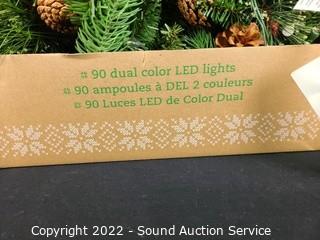 ¤ 90 dual color LED lights
¤ 90 ampoules à DEL 2 couleurs
¤ 90 Luces LED de Color Dual
Copyright 2022 - Sound Auction Service